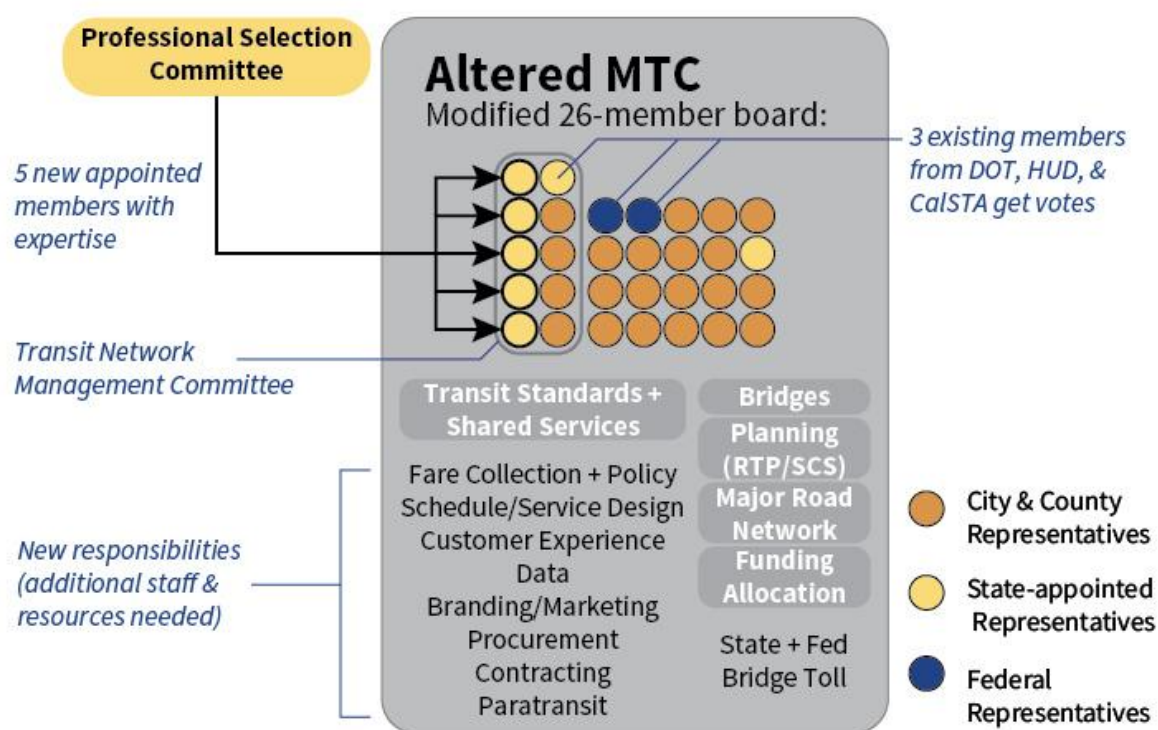 Professional Selection
Committee
5 new appointed
members with
expertise
Transit Network
Management Committee
New responsibilities
(additional staff &
resources needed)
Altered MTC
Modified 26-member board:
3 existing members
from DOT, HUD, &
CalSTA get votes
Transit Standards +
Shared Services
Fare Collection + Policy
Schedule/Service Design
Customer Experience
Data
Branding/Marketing
Procurement
Contracting
Paratransit
Bridges
Planning
(RTP/SCS)
Major Road
Network
Funding
Allocation
State + Fed
Bridge Toll
City & County
Representatives
State-appointed
Representatives
Federal
Representatives